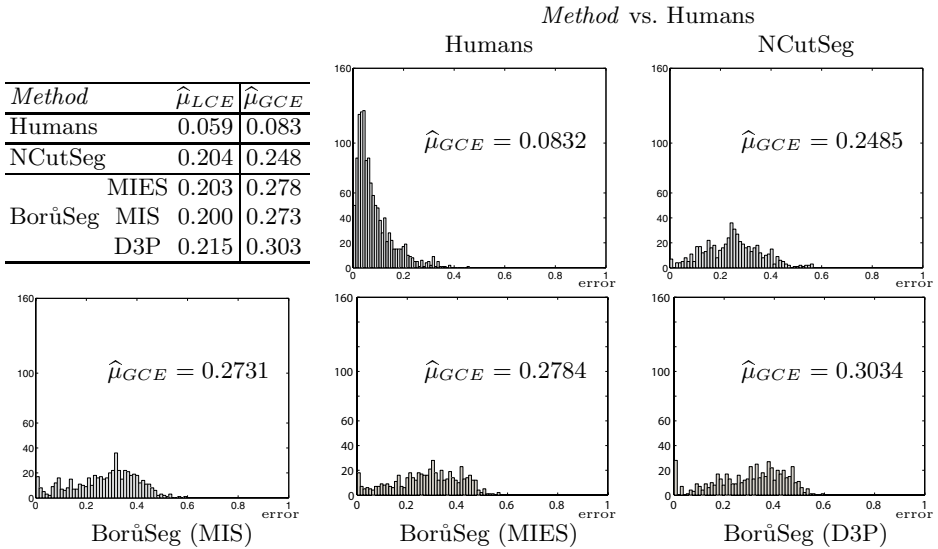 Method vs. Humans
Humans NCutSeg
Method μ̂LCE μ̂GCE
Humans 0.059 0.083
NCutSeg 0.204 0.248
MIES 0.203 0.278
BorůSeg MIS 0.200 0.273
D3P 0.215 0.303
160
100
60
40
20
0
μ̂GCE = 0.0832
0 0.2 0.4 0.6 0.8 1
error
160
100
60
40
20
0
μ̂GCE = 0.2485
0 0.2 0.4 0.6 0.8 1
error
160
100
60
40
20
0
μ̂GCE = 0.2731
0 0.2 0.4 0.6 0.8 1
error
BorůSeg (MIS)
160
100
60
40
20
0
μ̂GCE = 0.2784
0 0.2 0.4 0.6 0.8 1
error
BorůSeg (MIES)
160
100
60
40
20
0
μ̂GCE = 0.3034
0 0.2 0.4 0.6 0.8 1
error
BorůSeg (D3P)